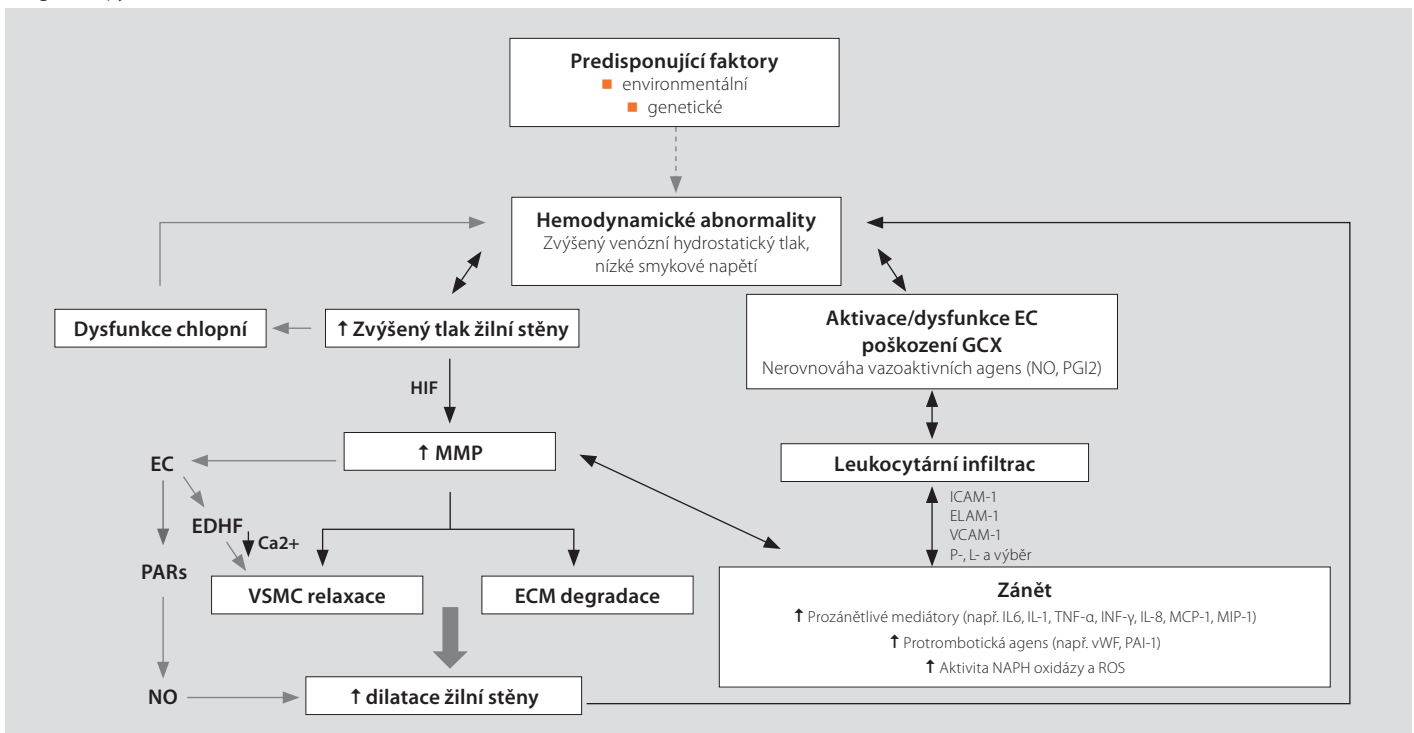 Predisponující faktory
■ environmentální
■ genetické
Hemodynamické abnormality
Zvýšený venózní hydrostatický tlak,
nízké smykové napětí
Dysfunkce chlopní
↑ Zvýšený tlak žilní stěny
Aktivace/dysfunkce EC
poškození GCX
Nerovnováha vazoaktivních agens (NO, PGI2)
HIF
↑ MMP
EC
Leukocytární infiltrac
ICAM-1
ELAM-1
VCAM-1
P-, L- a výběr
EDHF
Ca2+
PARs
VSMC relaxace
ECM degradace
Zánět
↑ Prozánětlivé mediátory (např. IL6, IL-1, TNF-α, INF-γ, IL-8, MCP-1, MIP-1)
↑ Protrombotická agens (např. vWF, PAI-1)
↑ Aktivita NAPH oxidázy a ROS
NO
↑ dilatace žilní stěny